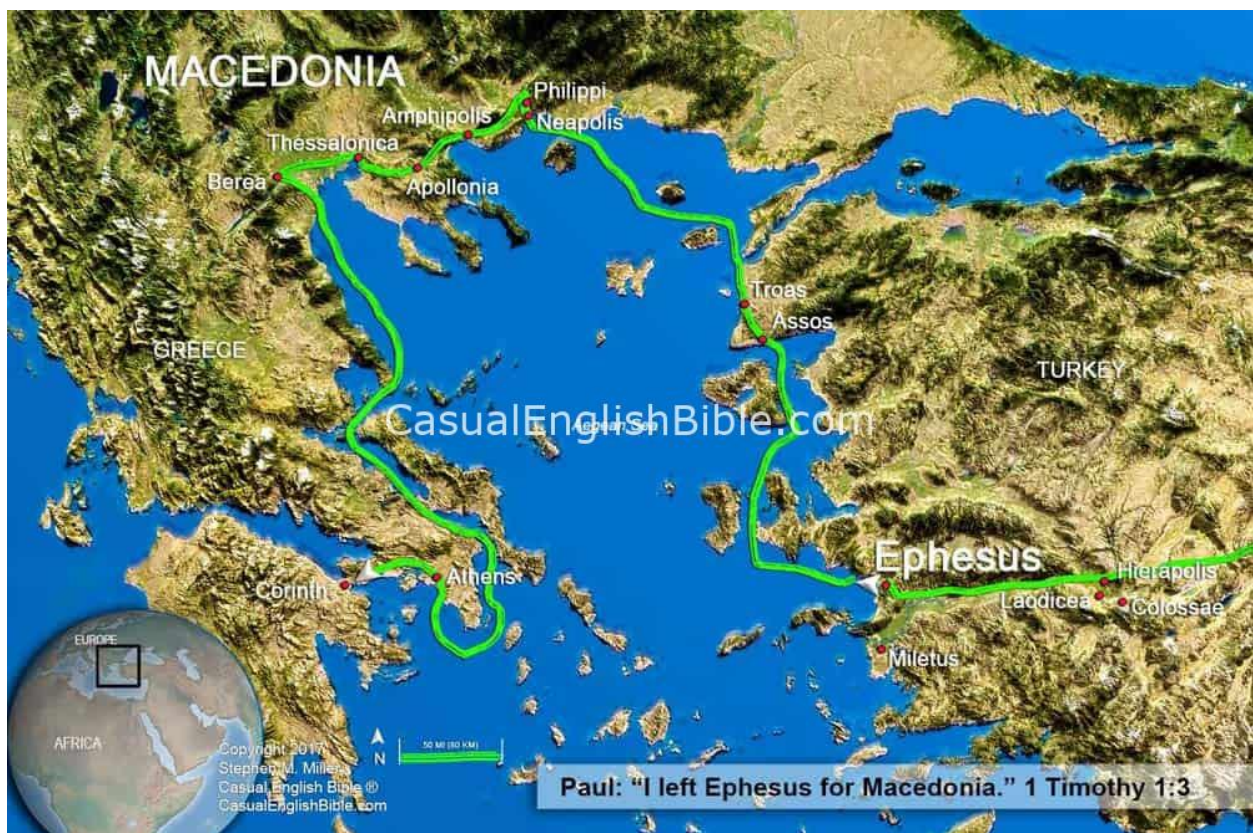 MACEDONIA
Philippi
Neapolis
Amphipolis
Thessalonica
Berea
Apollonia
Troas
Assos
GREECE
TURKEY
CasualEnglishBible.com
Aegean Sea
Ephesus
Hierapolis
Laodicea
Colossae
Athens
Corinth
Miletus
EUROPE
AFRICA
N
50 MI (80 KM)
Copyright 2017
Stephen M. Miller
Casual English Bible ®
CasualEnglishBible.com
Paul: “I left Ephesus for Macedonia.” 1 Timothy 1:3